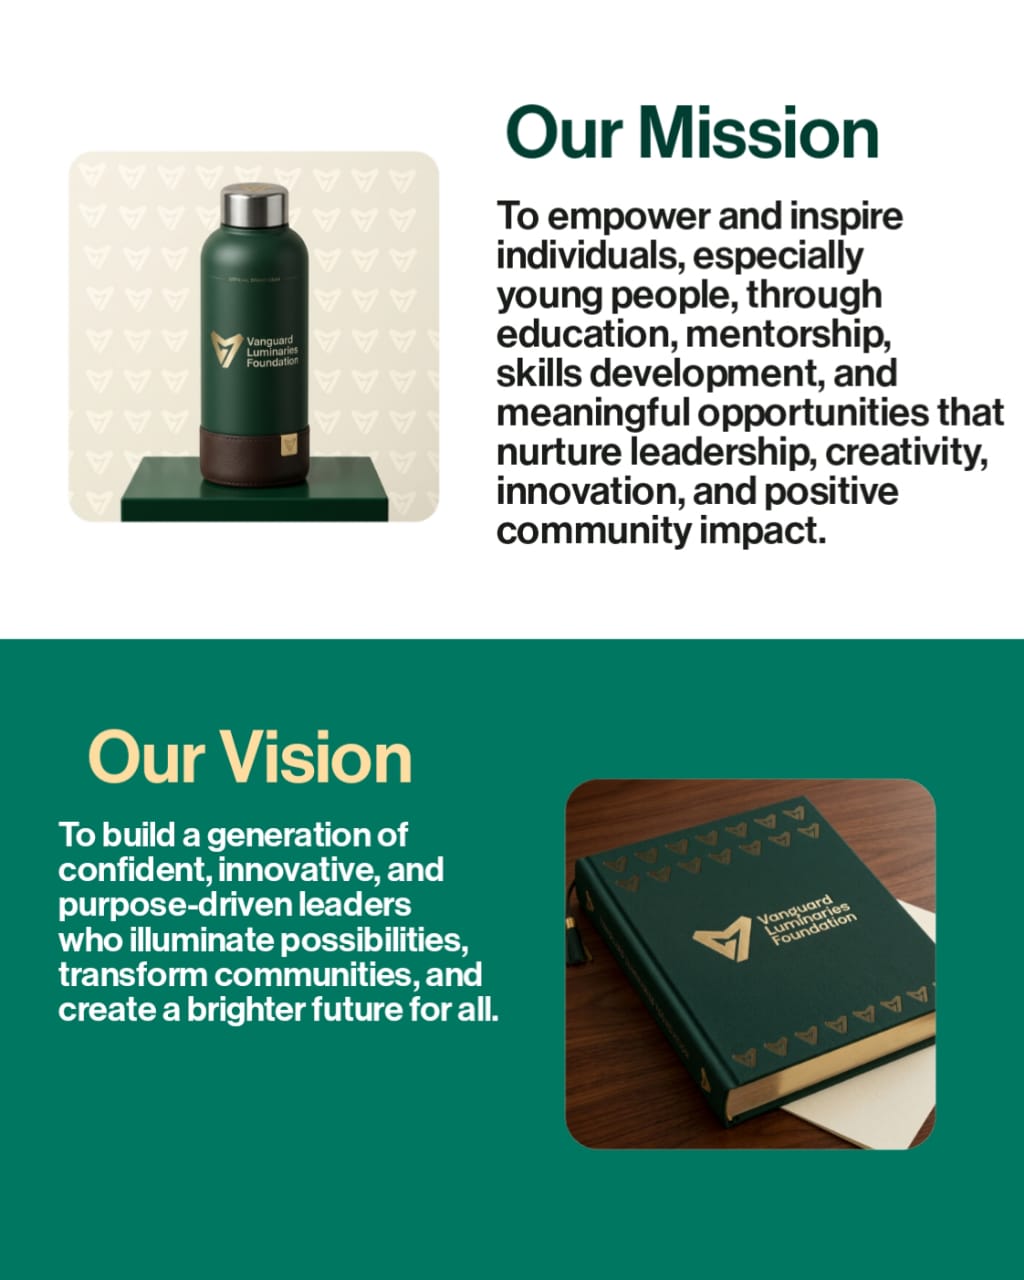 Our Mission
To empower and inspire
individuals, especially
young people, through
education, mentorship,
skills development, and
meaningful opportunities that
nurture leadership, creativity,
innovation, and positive
community impact.
Vanguard
Luminaries
Foundation
Our Vision
To build a generation of
confident, innovative, and
purpose-driven leaders
who illuminate possibilities,
transform communities, and
create a brighter future for all.
Vanguard
Luminaries
Foundation